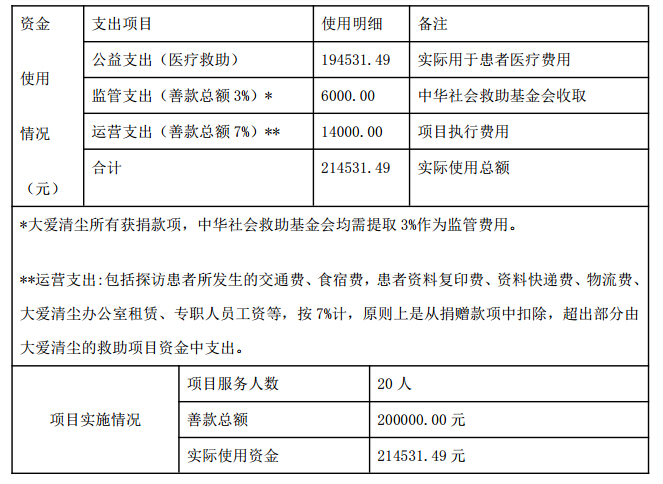 资金使用情况（元） 支出项目 使用明细 备注
公益支出（医疗救助） 194531.49 实际用于患者医疗费用
监管支出（善款总额3%）* 6000.00 中华社会救助基金会收取
运营支出（善款总额7%）** 14000.00 项目执行费用
合计 214531.49 实际使用总额
*大爱清尘所有获捐款项，中华社会救助基金会均需提取3%作为监管费用。
**运营支出:包括探访患者所发生的交通费、食宿费，患者资料复印费、资料快递费、物流费、
大爱清尘办公室租赁、专职人员工资等，按7%计，原则上是从捐赠款项中扣除，超出部分由
大爱清尘的救助项目资金中支出。
项目实施情况 项目服务人数 20人
善款总额 200000.00元
实际使用资金 214531.49元